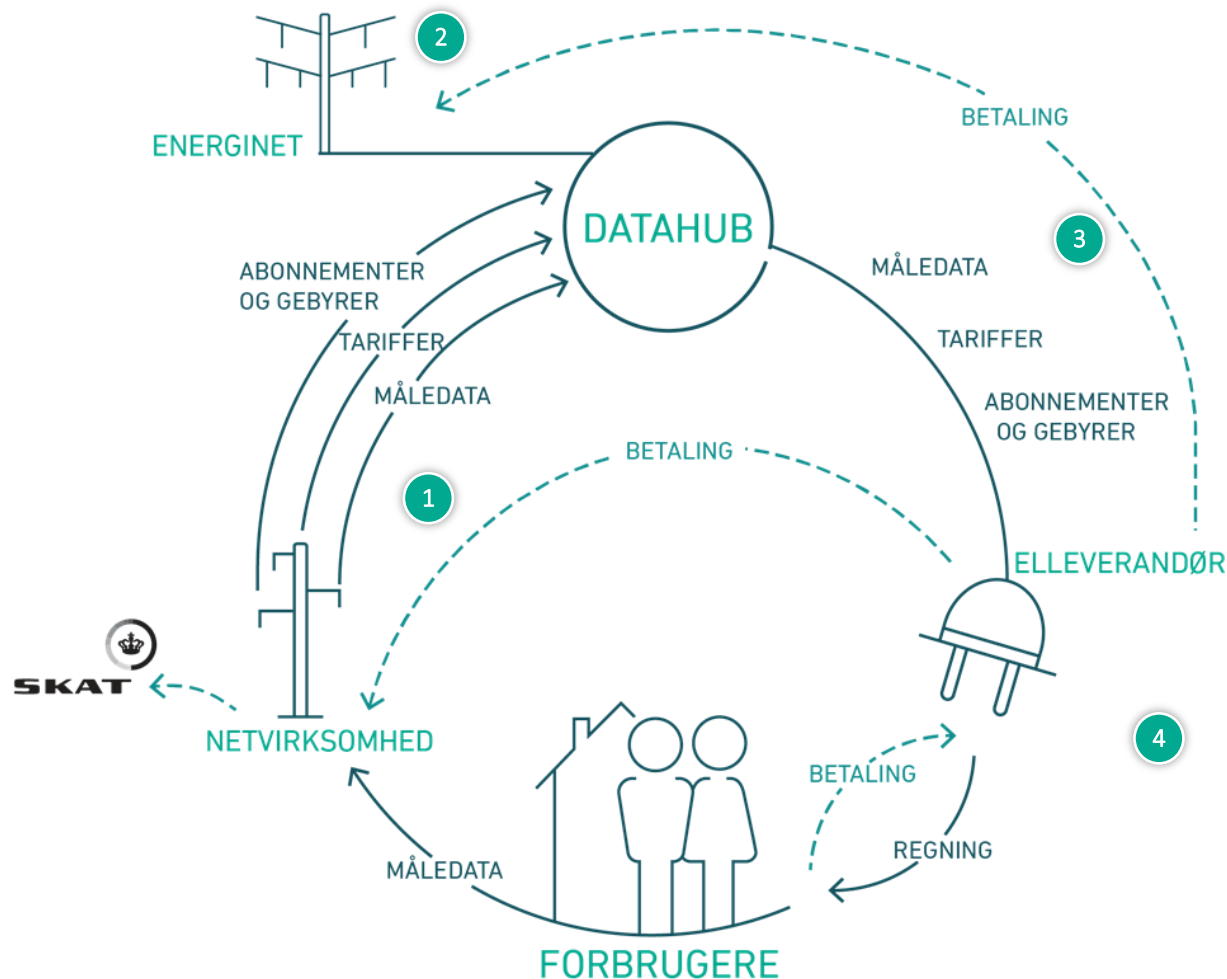 2
BETALING
ENERGINET
DATAHUB
3
ABONNEMENTER
OG GEBYRER
MÅLEDATA
TARIFFER
TARIFFER
MÅLEDATA
ABONNEMENTER
OG GEBYRER
BETALING
1
ELLEVERANDØR
SKAT
NETVIRKSOMHED
4
BETALING
REGNING
MÅLEDATA
FORBRUGERE